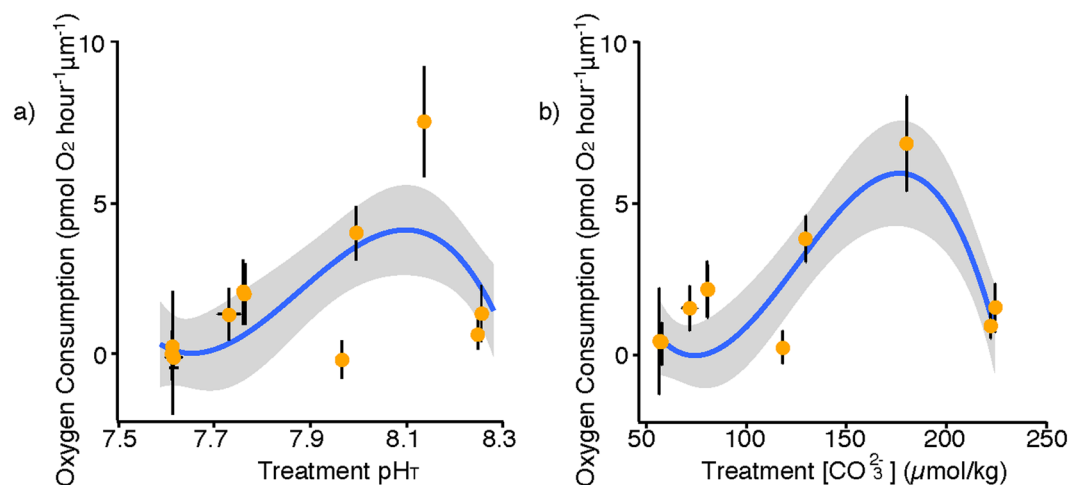 a)
Oxygen Consumption (pmol O₂ hour⁻¹µm⁻¹)
10
5
0
7.5 7.7 7.9 8.1 8.3
Treatment pHT
b)
Oxygen Consumption (pmol O₂ hour⁻¹µm⁻¹)
10
5
0
50 100 150 200 250
Treatment [CO₃²⁻] (µmol/kg)